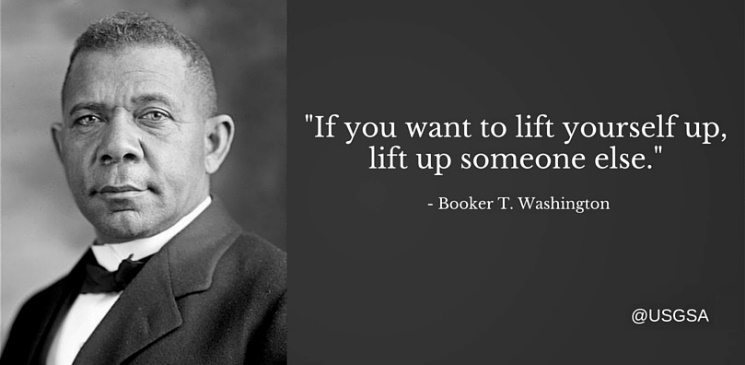 "If you want to lift yourself up,
lift up someone else."
- Booker T. Washington
@USGSA